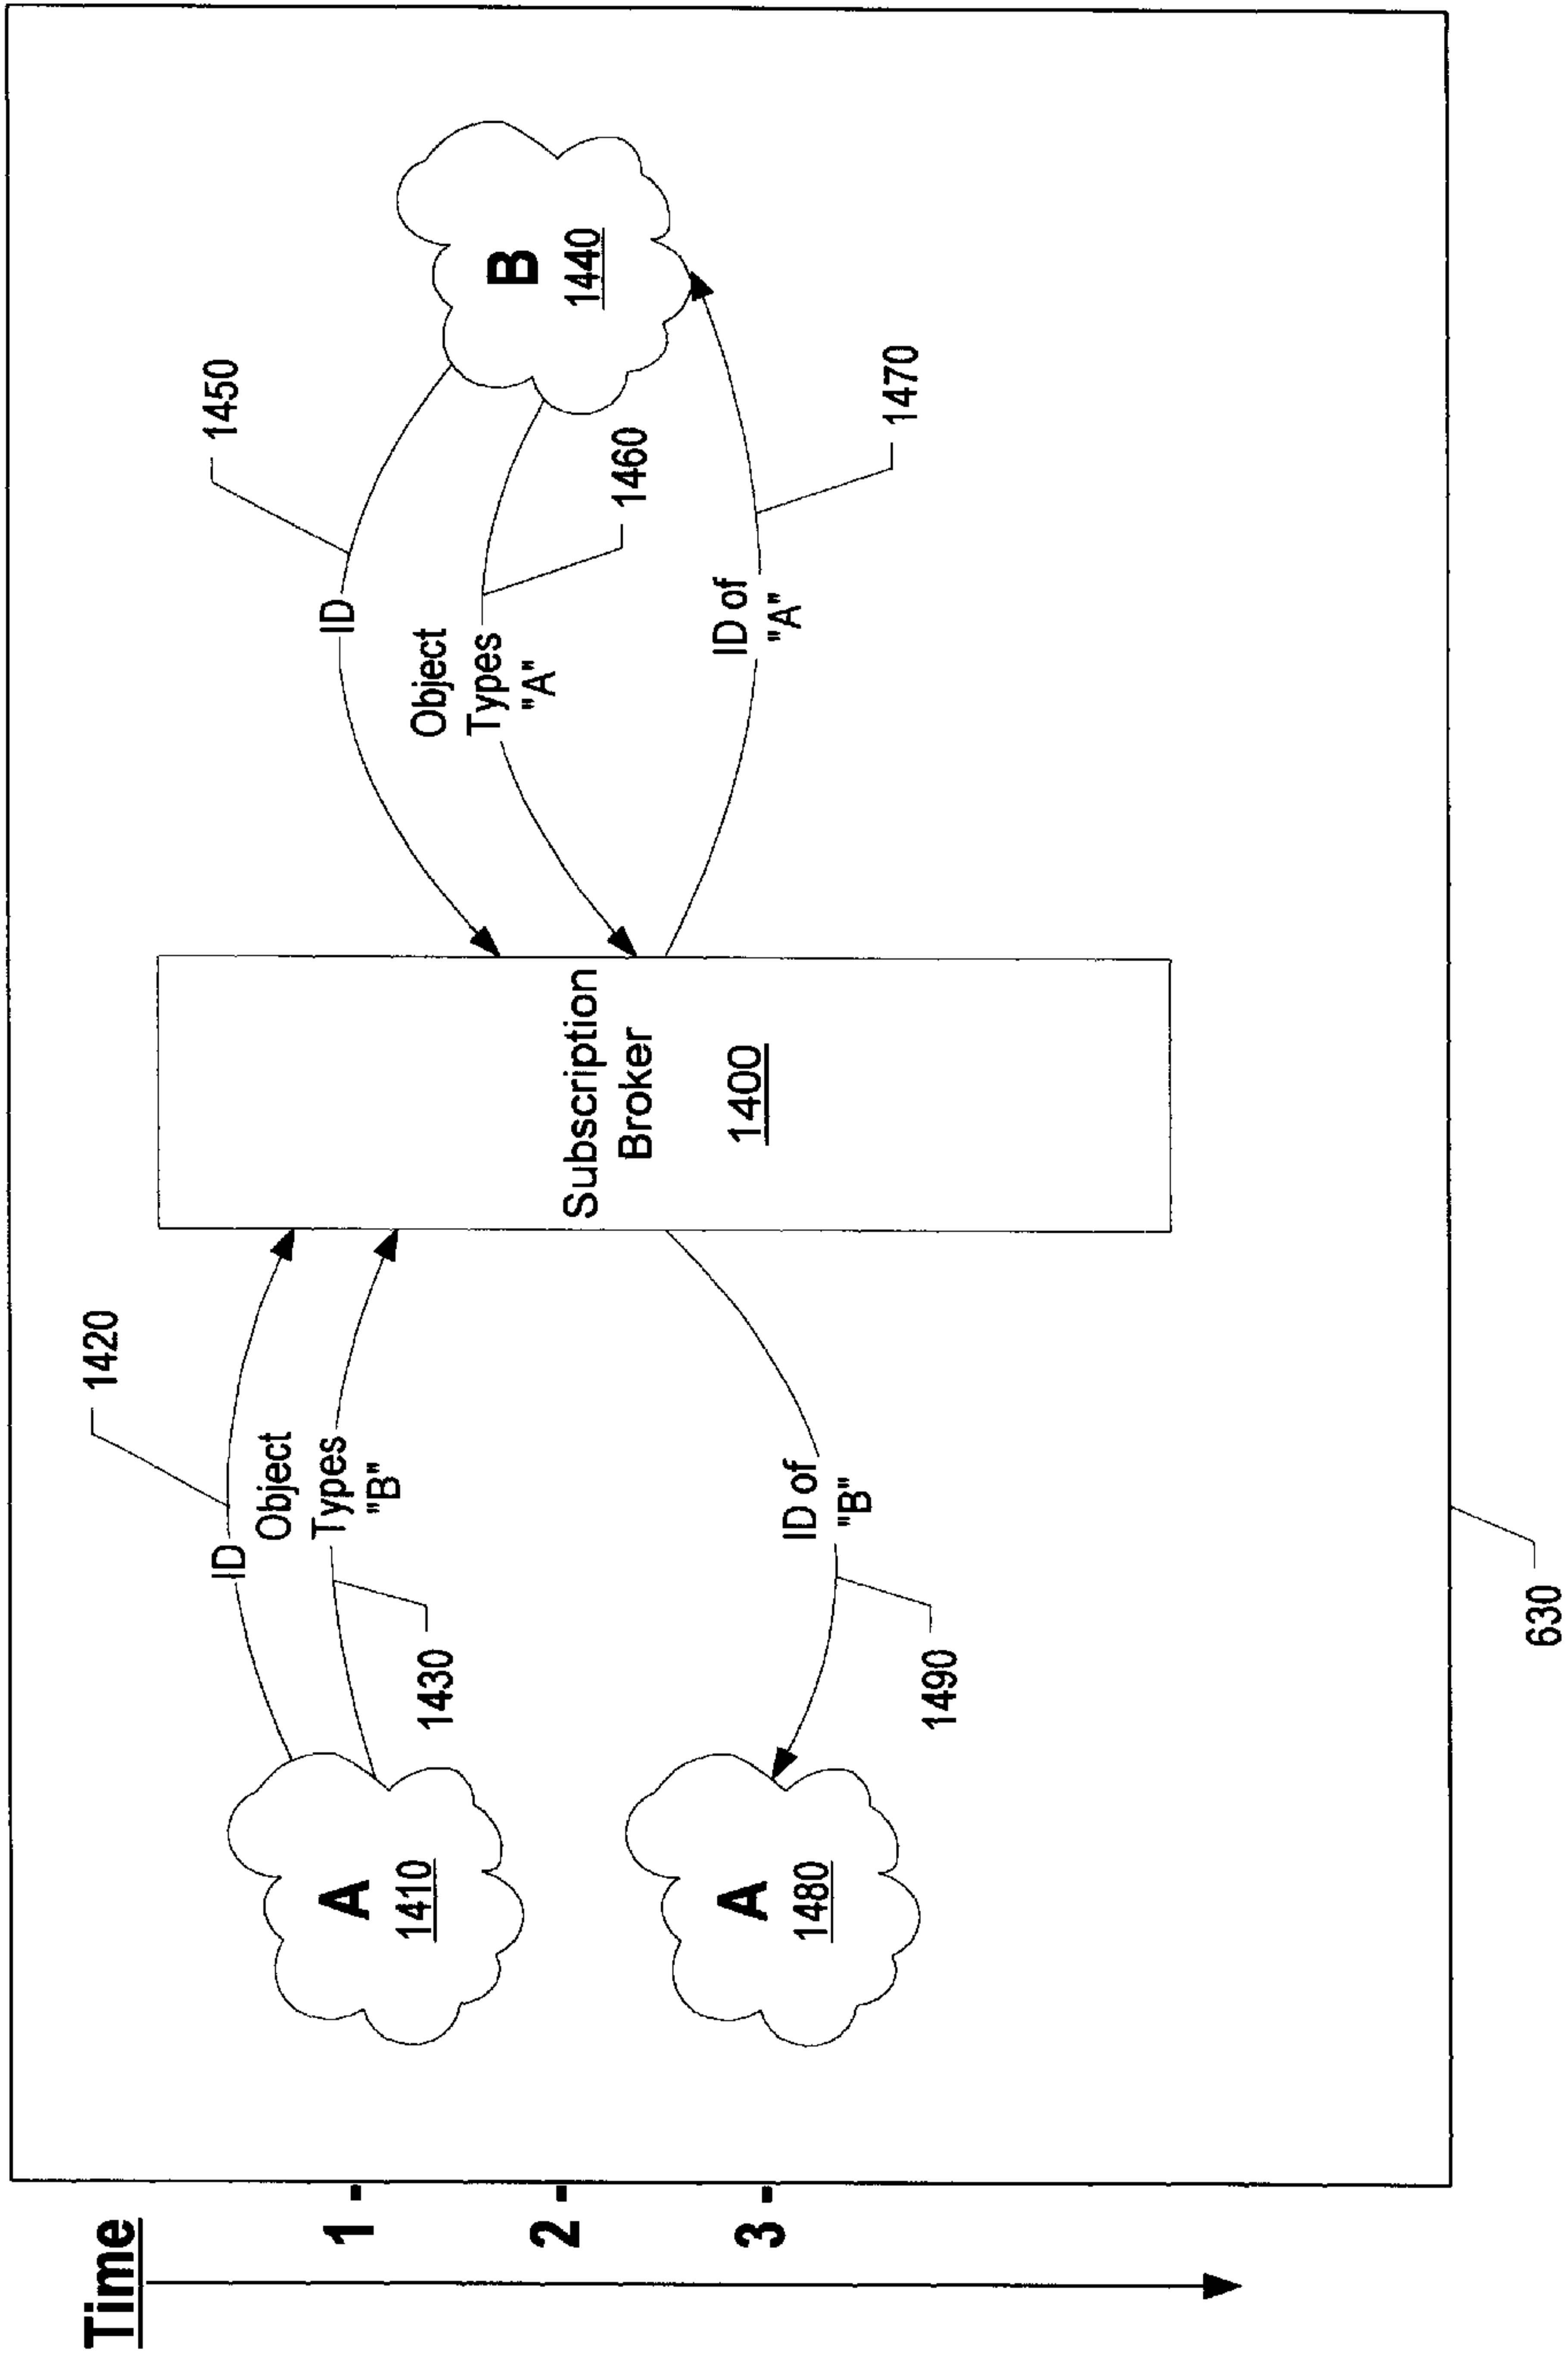 Time
1
2
3
A
1410
ID
1420
Object
Types
"B"
1430
A
1480
ID of
"B"
1490
Subscription
Broker
1400
ID
1450
Object
Types
"A"
1460
B
1440
ID of
"A"
1470
630